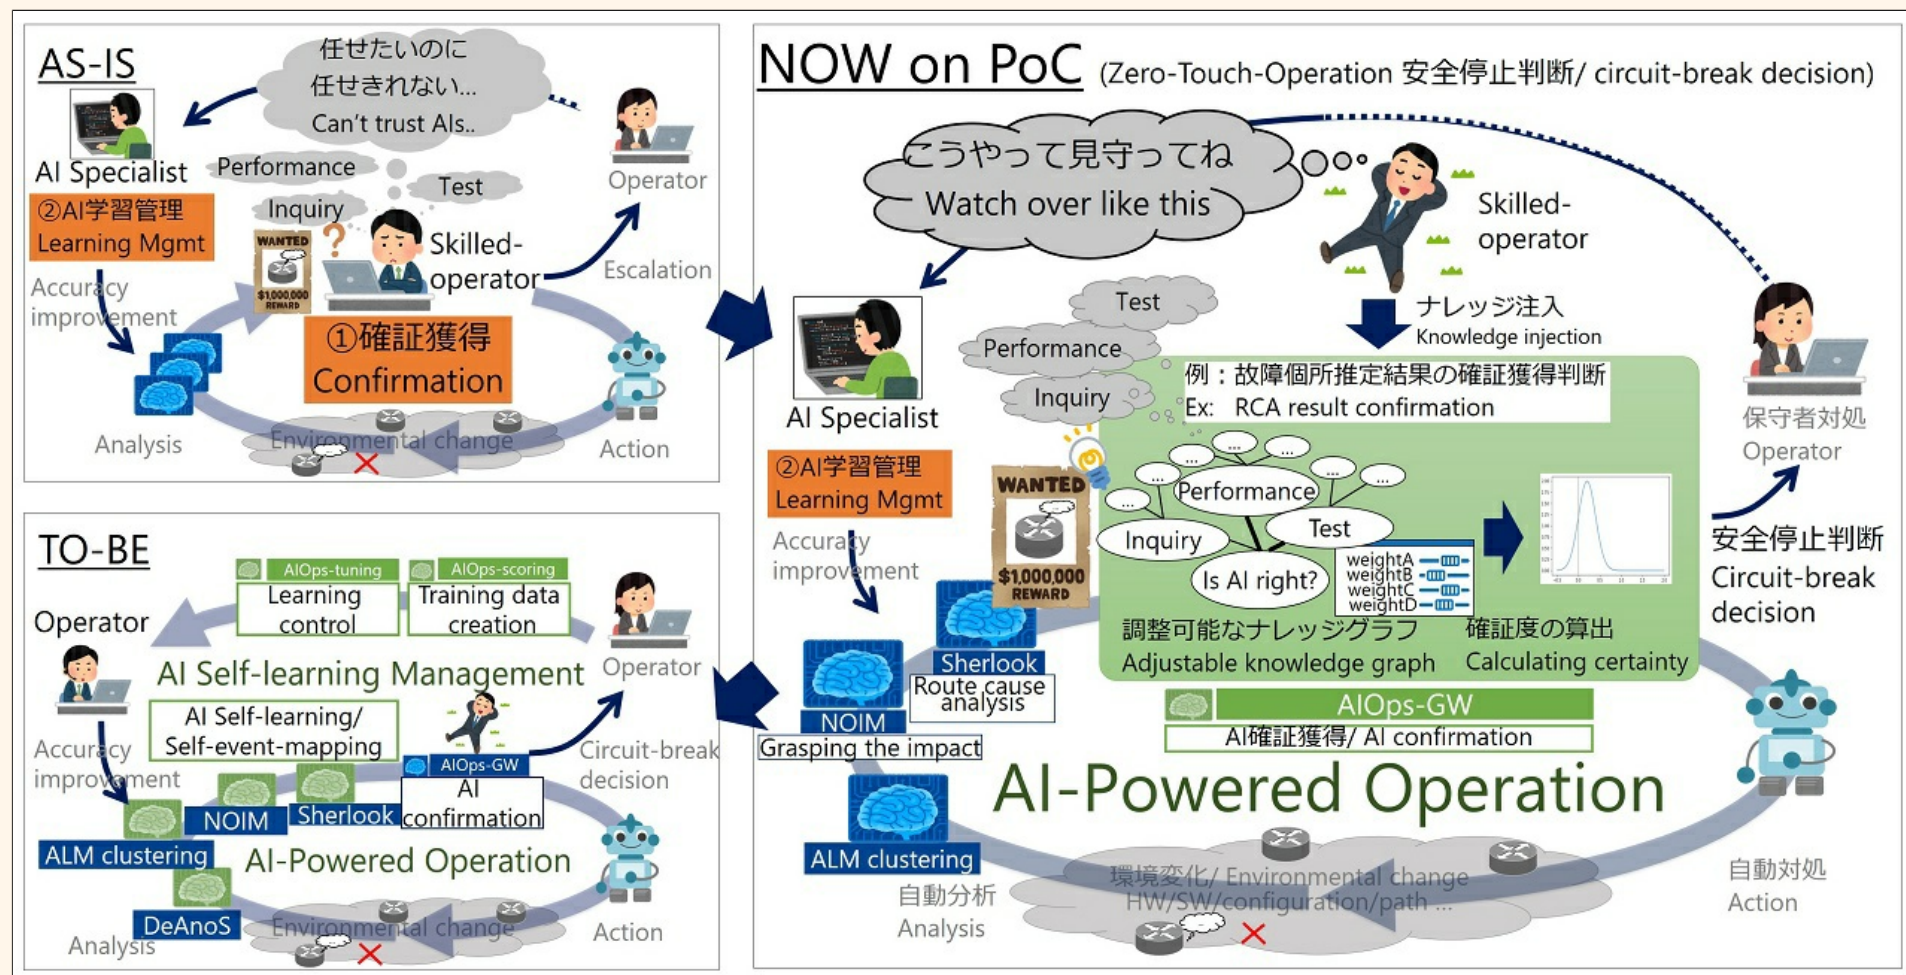 AS-IS
任せたいのに
任せきれない...
Can't trust AIs..
AI Specialist
Performance
Test
Inquiry
Operator
②AI学習管理
Learning Mgmt
WANTED
$1,000,000
REWARD
?
Skilled-
operator
Escalation
Accuracy
improvement
①確証獲得
Confirmation
Analysis
Environmental change
Action
TO-BE
AIOps-tuning
AIOps-scoring
Learning
control
Training data
creation
Operator
Operator
AI Self-learning Management
AI Self-learning/
Self-event-mapping
Accuracy
improvement
Circuit-break
decision
AIOps-GW
AI
confirmation
NOIM
Sherlook
ALM clustering
AI-Powered Operation
DeAnoS
Analysis
Environmental change
Action
NOW on PoC (Zero-Touch-Operation 安全停止判断/ circuit-break decision)
こうやって見守ってね
Watch over like this
Skilled-
operator
AI Specialist
Test
Performance
Inquiry
ナレッジ注入
Knowledge injection
②AI学習管理
Learning Mgmt
Accuracy
improvement
WANTED
$1,000,000
REWARD
例：故障個所推定結果の確証獲得判断
Ex: RCA result confirmation
...
...
...
...
...
...
...
Performance
Inquiry
Test
Is AI right?
weightA
weightB
weightC
weightD
調整可能なナレッジグラフ
Adjustable knowledge graph
確証度の算出
Calculating certainty
保守者対処
Operator
安全停止判断
Circuit-break
decision
Sherlook
Route cause
analysis
NOIM
Grasping the impact
AIOps-GW
AI確証獲得/ AI confirmation
AI-Powered Operation
ALM clustering
自動分析
Analysis
環境変化/ Environmental change
HW/SW/configuration/path ...
自動対処
Action